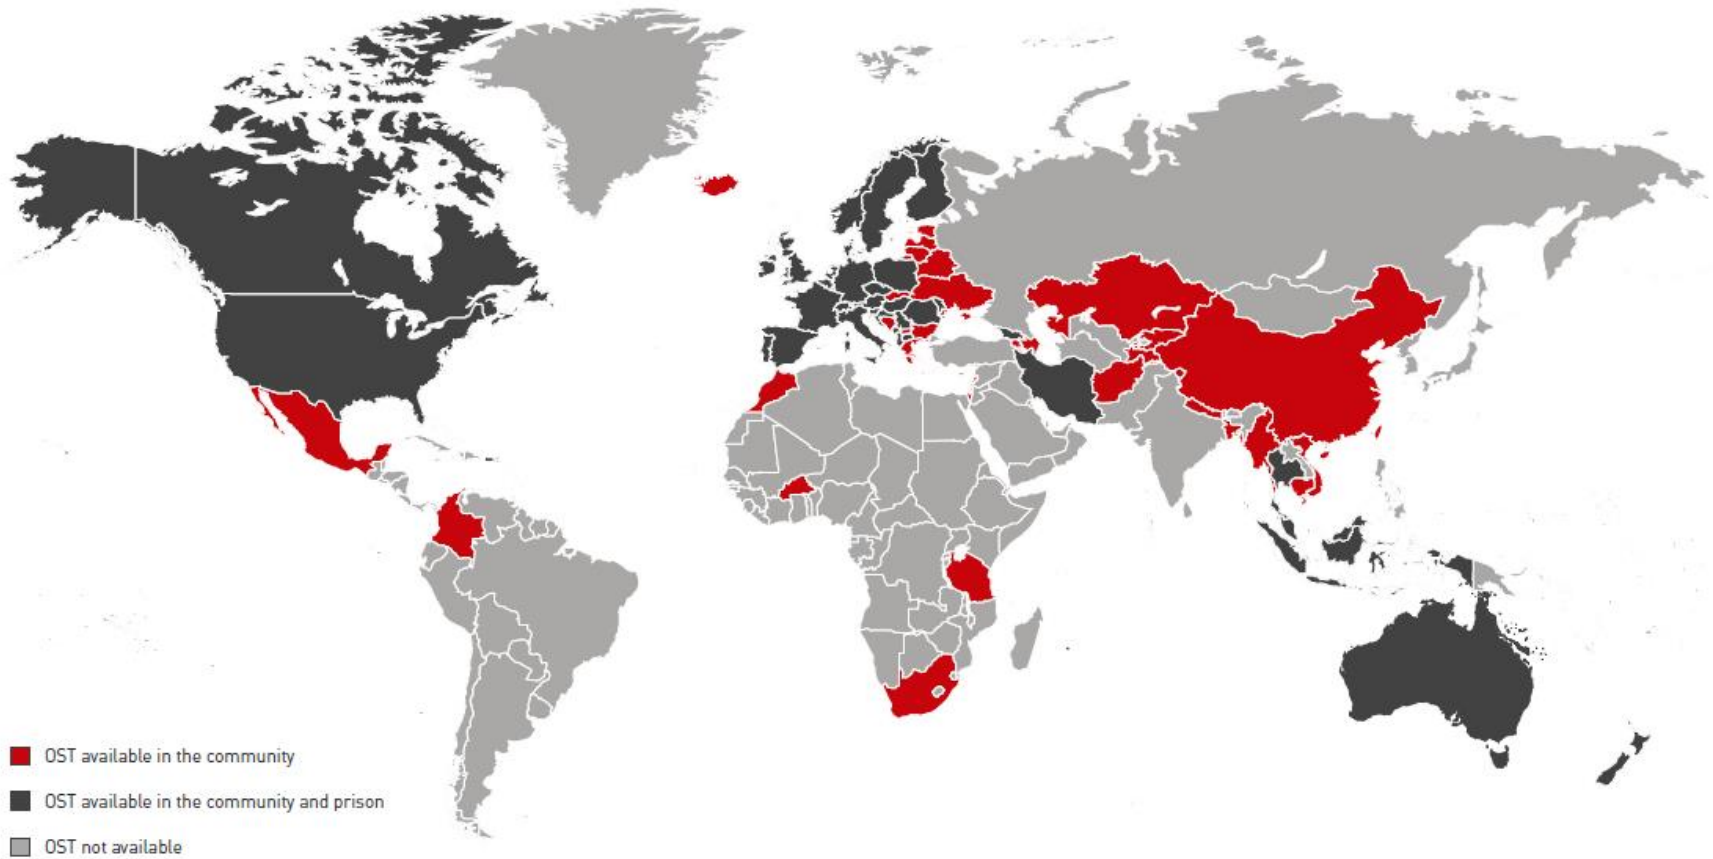 OST available in the community
OST available in the community and prison
OST not available